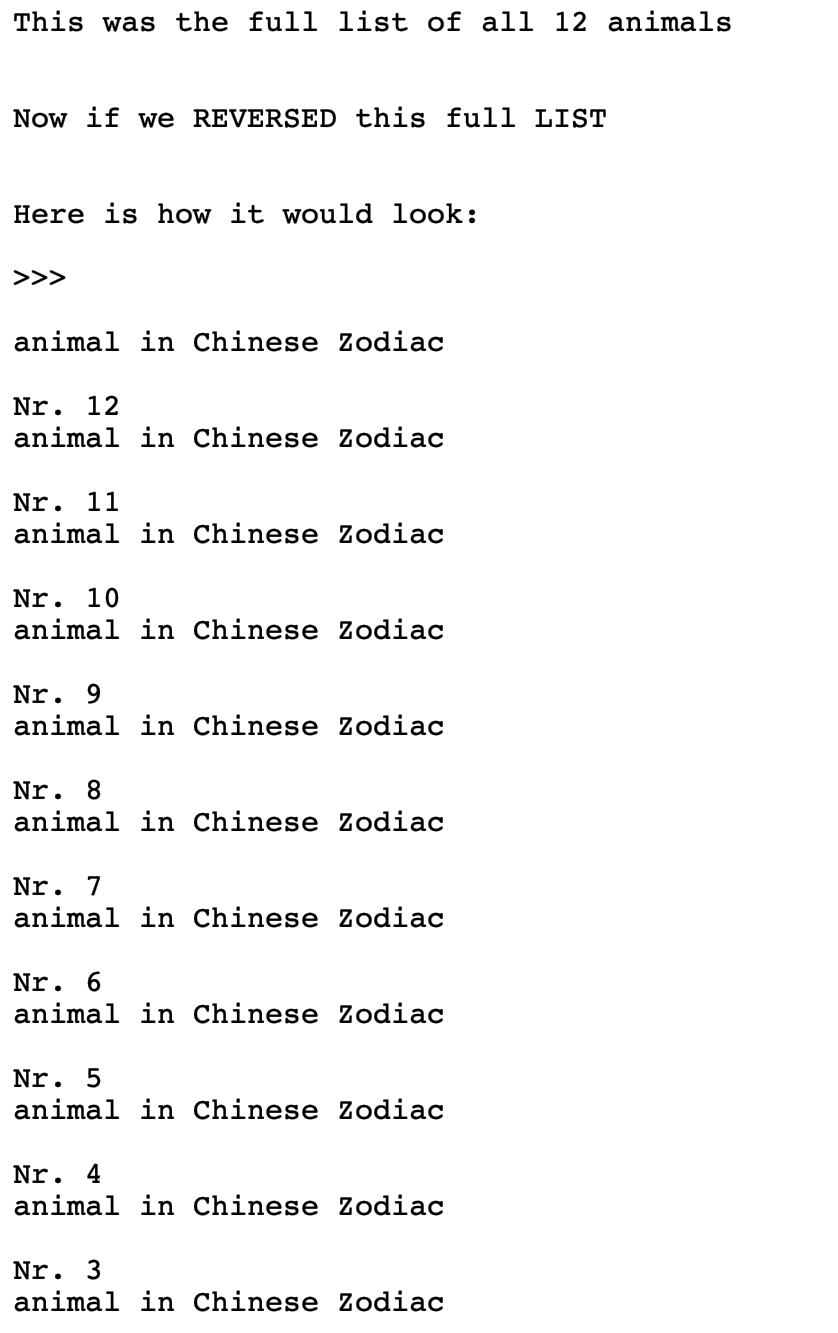 This was the full list of all 12 animals
Now if we REVERSED this full LIST
Here is how it would look:
>>>
animal in Chinese Zodiac
Nr. 12
animal in Chinese Zodiac
Nr. 11
animal in Chinese Zodiac
Nr. 10
animal in Chinese Zodiac
Nr. 9
animal in Chinese Zodiac
Nr. 8
animal in Chinese Zodiac
Nr. 7
animal in Chinese Zodiac
Nr. 6
animal in Chinese Zodiac
Nr. 5
animal in Chinese Zodiac
Nr. 4
animal in Chinese Zodiac
Nr. 3
animal in Chinese Zodiac